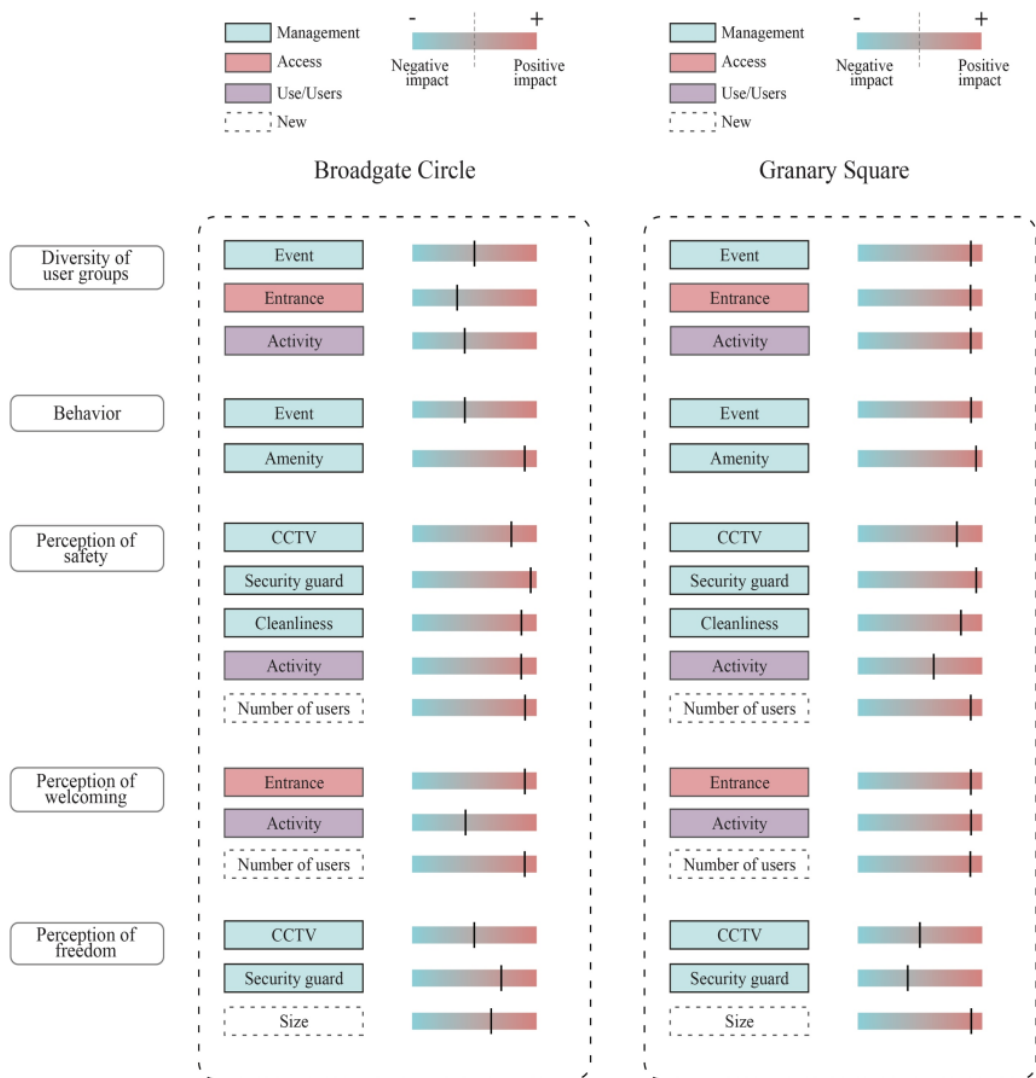 - +
Management
Access
Use/Users
New
Negative
impact
Positive
impact
- +
Management
Access
Use/Users
New
Negative
impact
Positive
impact
Broadgate Circle
Granary Square
Diversity of
user groups
Event
Entrance
Activity
Event
Entrance
Activity
Behavior
Event
Amenity
Event
Amenity
Perception of
safety
CCTV
Security guard
Cleanliness
Activity
Number of users
CCTV
Security guard
Cleanliness
Activity
Number of users
Perception of
welcoming
Entrance
Activity
Number of users
Entrance
Activity
Number of users
Perception of
freedom
CCTV
Security guard
Size
CCTV
Security guard
Size